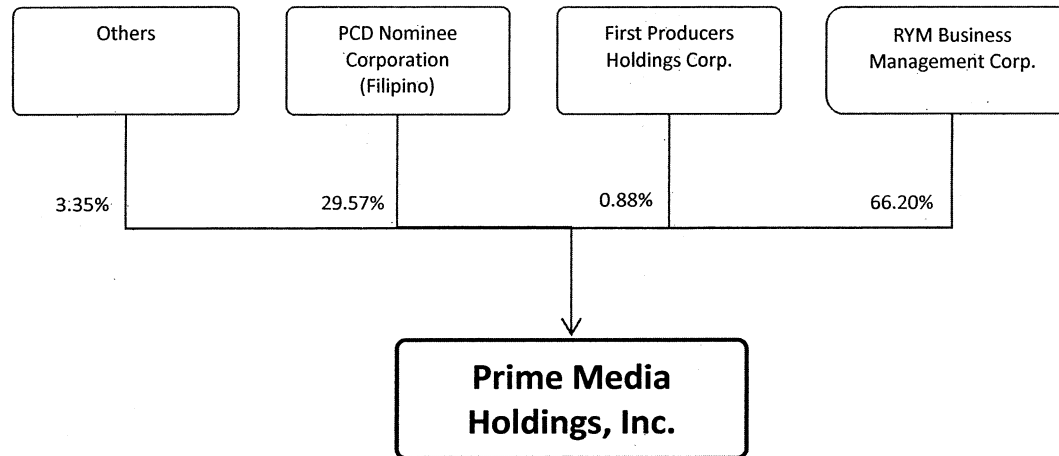 Others
PCD Nominee
Corporation
(Filipino)
First Producers
Holdings Corp.
RYM Business
Management Corp.
3.35%
29.57%
0.88%
66.20%
Prime Media
Holdings, Inc.